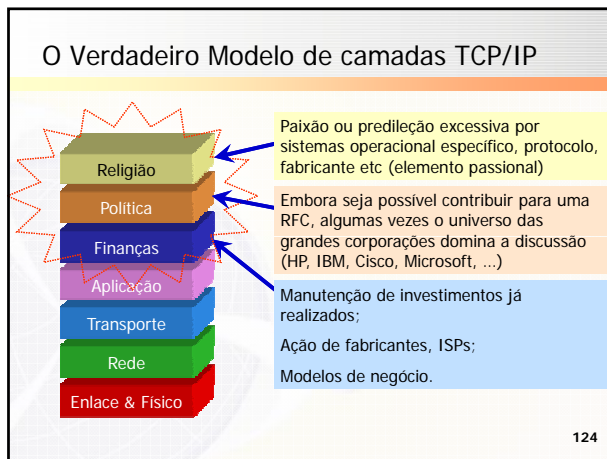 O Verdadeiro Modelo de camadas TCP/IP
Religião
Política
Finanças
Aplicação
Transporte
Rede
Enlace & Físico
Paixão ou predileção excessiva por
sistemas operacional específico, protocolo,
fabricante etc (elemento passional)
Embora seja possível contribuir para uma
RFC, algumas vezes o universo das
grandes corporações domina a discussão
(HP, IBM, Cisco, Microsoft, ...)
Manutenção de investimentos já
realizados;
Ação de fabricantes, ISPs;
Modelos de negócio.
124